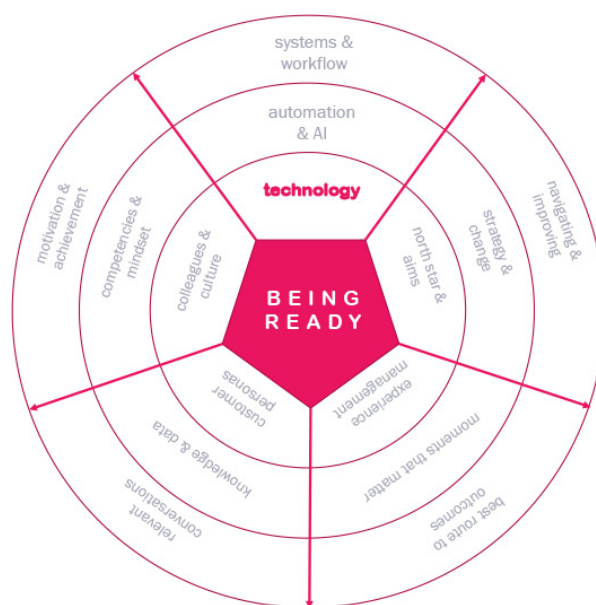 systems &
workflow
automation
& AI
technology
navigating &
improving
strategy &
change
north star &
aims
best route to
outcomes
moments that matter
experience
management
relevant
conversations
knowledge & data
customer
personas
motivation &
achievement
competencies &
mindset
colleagues &
culture
BEING
READY